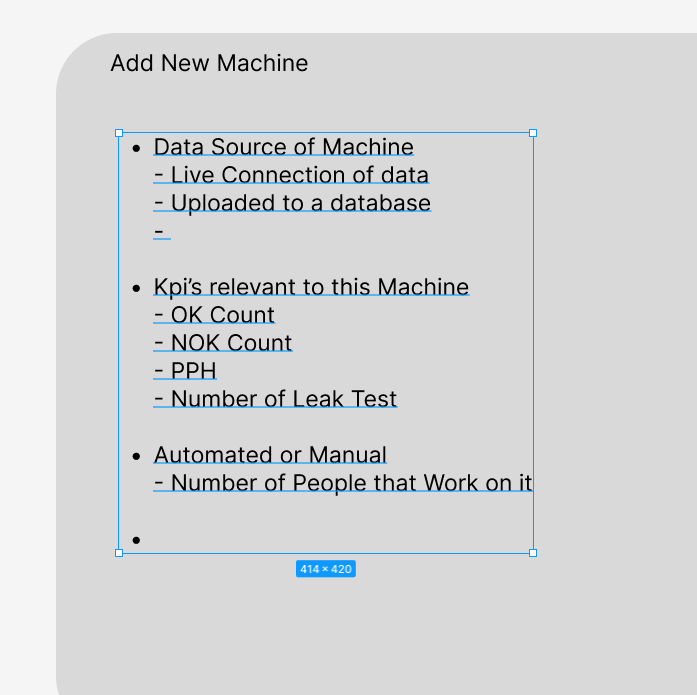 Add New Machine
• Data Source of Machine
- Live Connection of data
- Uploaded to a database
-
• Kpi’s relevant to this Machine
- OK Count
- NOK Count
- PPH
- Number of Leak Test
• Automated or Manual
- Number of People that Work on it
•
414 × 420